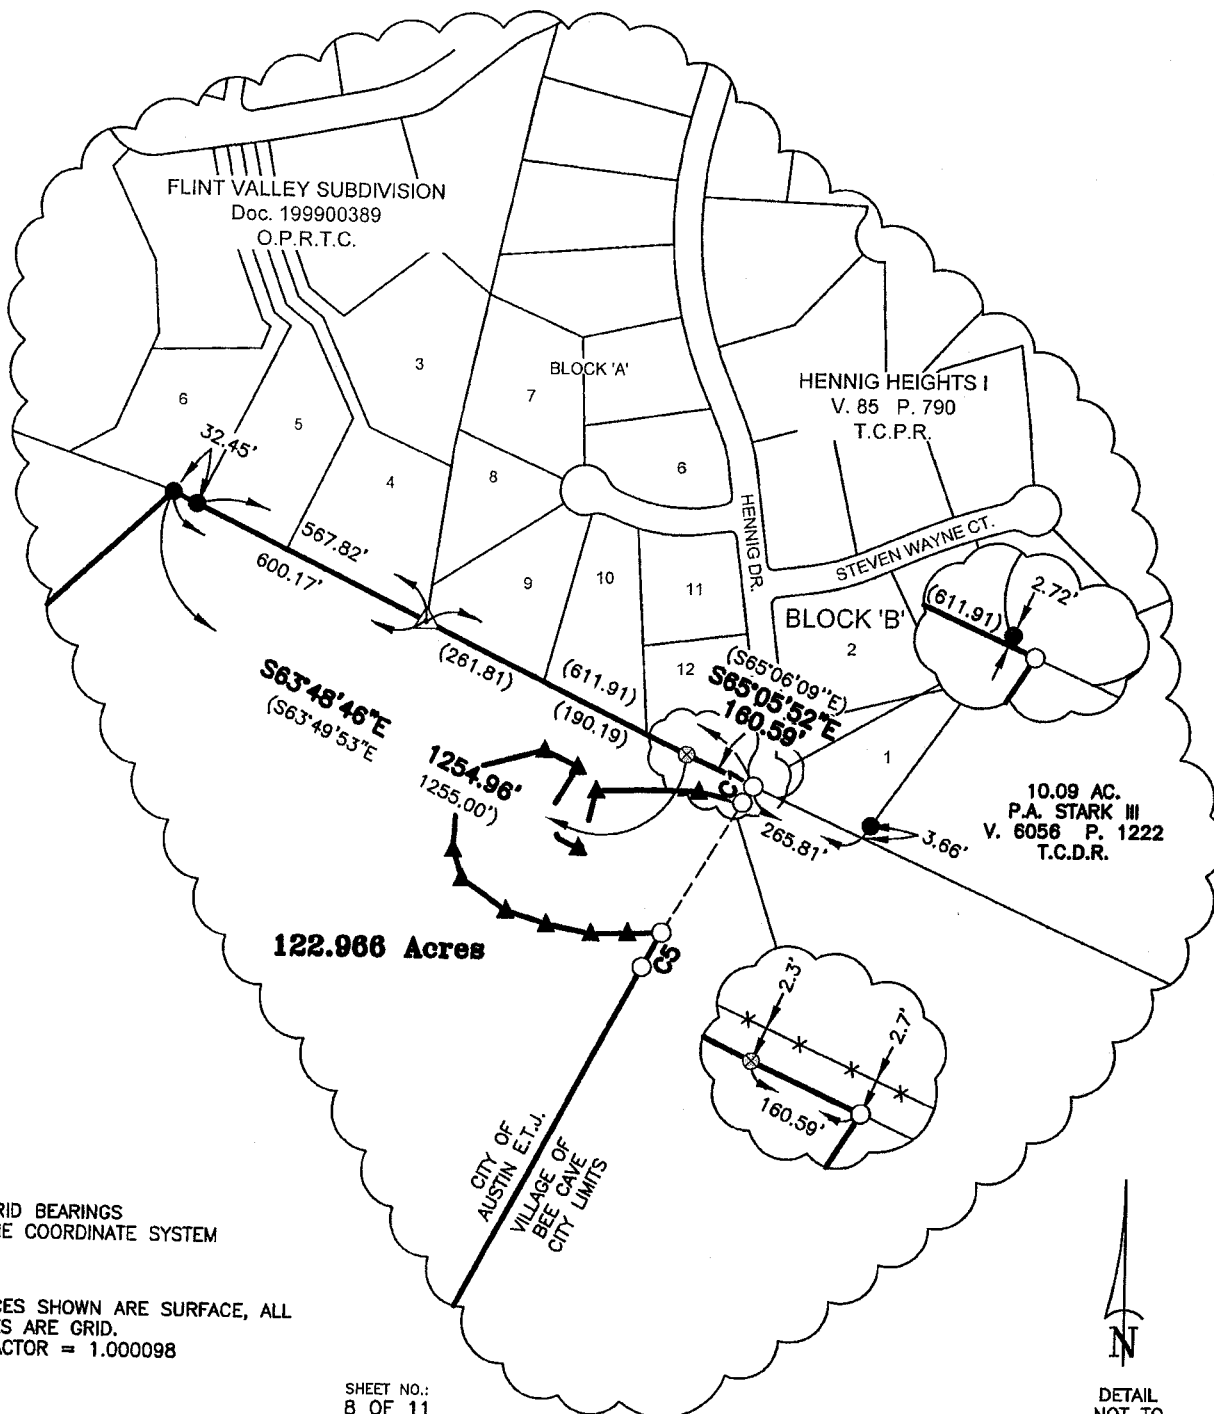 FLINT VALLEY SUBDIVISION
Doc. 199900389
O.P.R.T.C.
3
BLOCK 'A'
7
HENNIG HEIGHTS I
V. 85 P. 790
T.C.P.R.
6
5
32.45'
4
8
6
HENNIG DR.
STEVEN WAYNE CT.
567.82'
600.17'
9
10
11
BLOCK 'B'
2
(611.91)
2.72'
12
(S65°06'09"E)
S65°05'52"E
160.59'
(261.81)
(611.91)
(190.19)
S63°48'46"E
(S63°49'53"E
1254.96'
1255.00')
1
10.09 AC.
P.A. STARK III
V. 6056 P. 1222
T.C.D.R.
265.81'
3.66'
122.966 Acres
C5
2.3'
2.7'
160.59'
CITY OF
AUSTIN E.T.J.
VILLAGE OF
BEE CAVE
CITY LIMITS
RID BEARINGS
E COORDINATE SYSTEM
CES SHOWN ARE SURFACE, ALL
S ARE GRID.
ACTOR = 1.000098
SHEET NO.:
8 OF 11
N
DETAIL
NOT TO